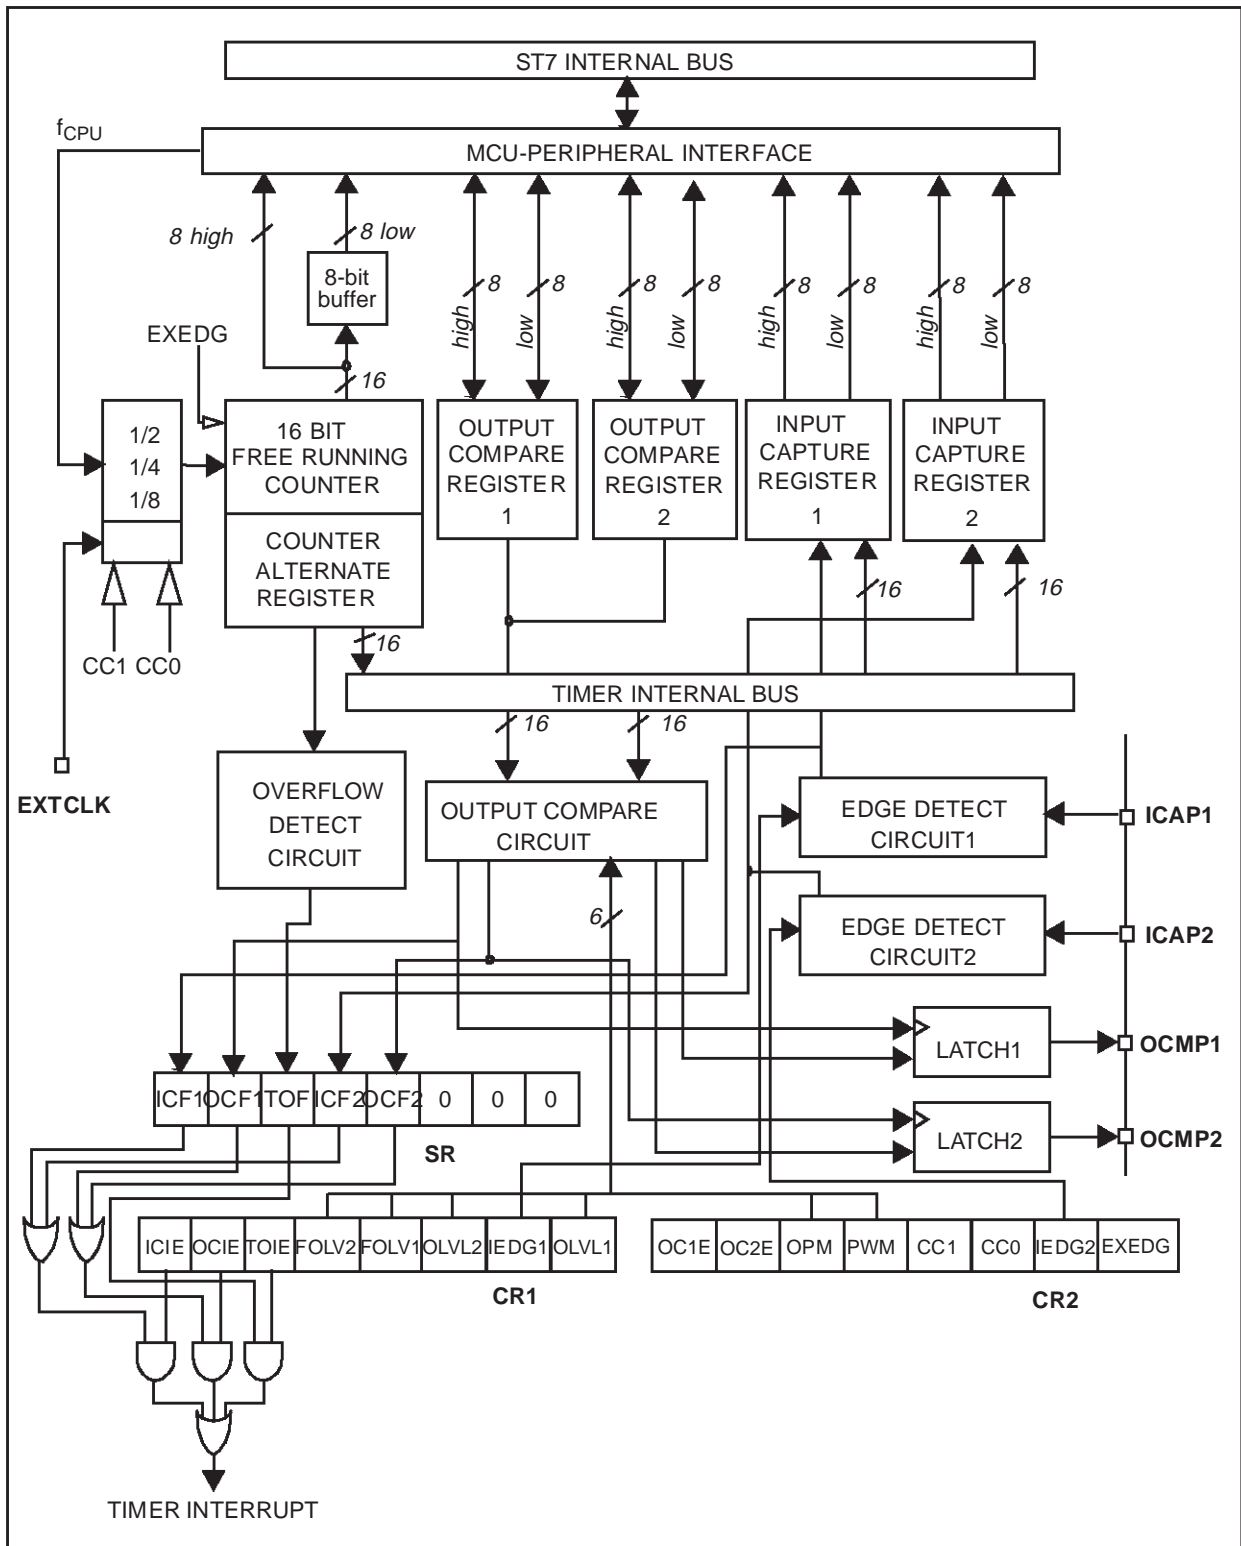 ST7 INTERNAL BUS
fCPU
MCU-PERIPHERAL INTERFACE
8 high
8 low
8-bit
buffer
high
8
low
8
high
8
low
8
high
8
low
8
high
8
low
8
EXEDG
16
1/2
1/4
1/8
16 BIT
FREE RUNNING
COUNTER
COUNTER
ALTERNATE
REGISTER
OUTPUT
COMPARE
REGISTER
1
OUTPUT
COMPARE
REGISTER
2
INPUT
CAPTURE
REGISTER
1
INPUT
CAPTURE
REGISTER
2
16
16
CC1 CC0
16
TIMER INTERNAL BUS
16
16
EXTCLK
OVERFLOW
DETECT
CIRCUIT
OUTPUT COMPARE
CIRCUIT
EDGE DETECT
CIRCUIT1
ICAP1
6
EDGE DETECT
CIRCUIT2
ICAP2
LATCH1
OCMP1
LATCH2
OCMP2
ICF1 OCF1 TOF ICF2 OCF2 0 0 0
SR
ICIE OCIE TOIE FOLV2 FOLV1 OLVL2 IEDG1 OLVL1
CR1
OC1E OC2E OPM PWM CC1 CC0 IEDG2 EXEDG
CR2
TIMER INTERRUPT